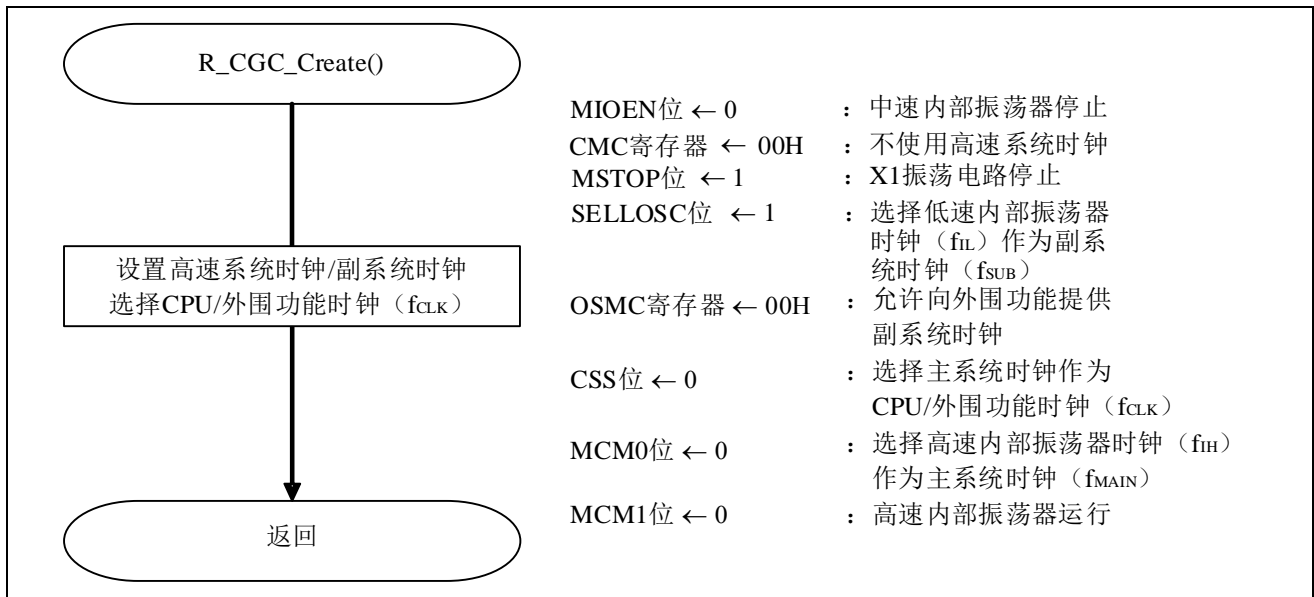 R_CGC_Create()
设置高速系统时钟/副系统时钟
选择CPU/外围功能时钟（fCLK）
返回
MIOEN位 ← 0 ：中速内部振荡器停止
CMC寄存器 ← 00H ：不使用高速系统时钟
MSTOP位 ← 1 ：X1振荡电路停止
SELLOSC位 ← 1 ：选择低速内部振荡器
时钟（fIL）作为副系
统时钟（fSUB）
OSMC寄存器 ← 00H ：允许向外围功能提供
副系统时钟
CSS位 ← 0 ：选择主系统时钟作为
CPU/外围功能时钟（fCLK）
MCM0位 ← 0 ：选择高速内部振荡器时钟（fIH）
作为主系统时钟（fMAIN）
MCM1位 ← 0 ：高速内部振荡器运行